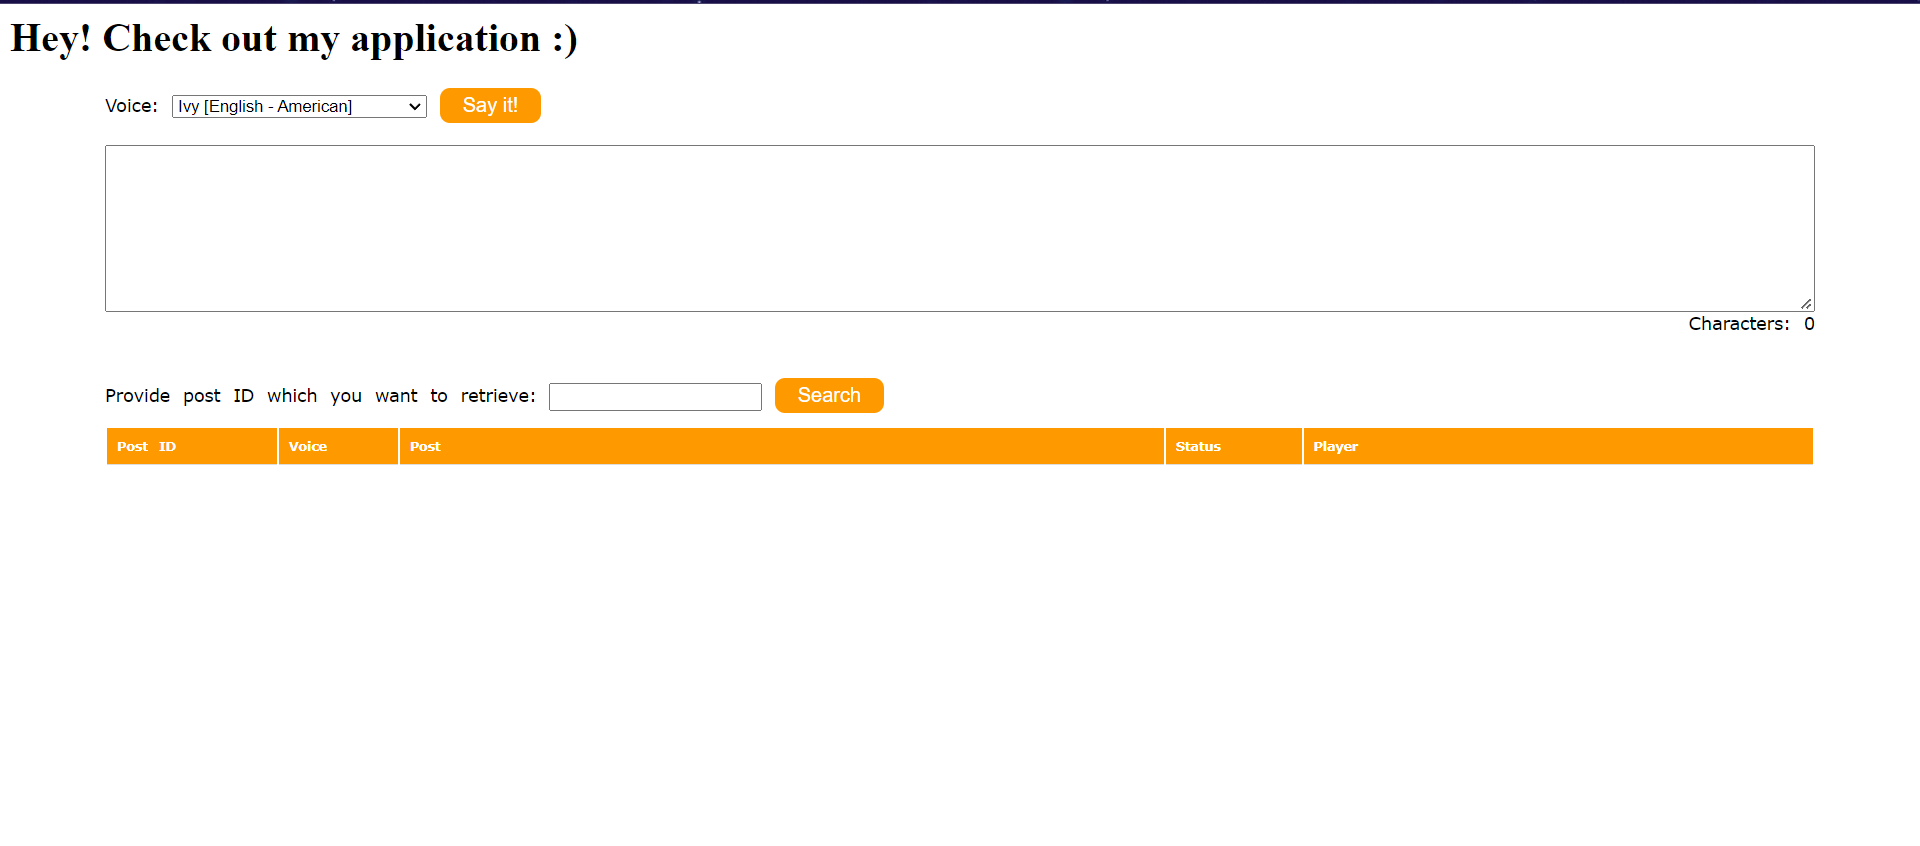 Hey! Check out my application :)
Voice: Ivy [English - American] Say it!
Characters: 0
Provide post ID which you want to retrieve: Search
Post ID Voice Post Status Player